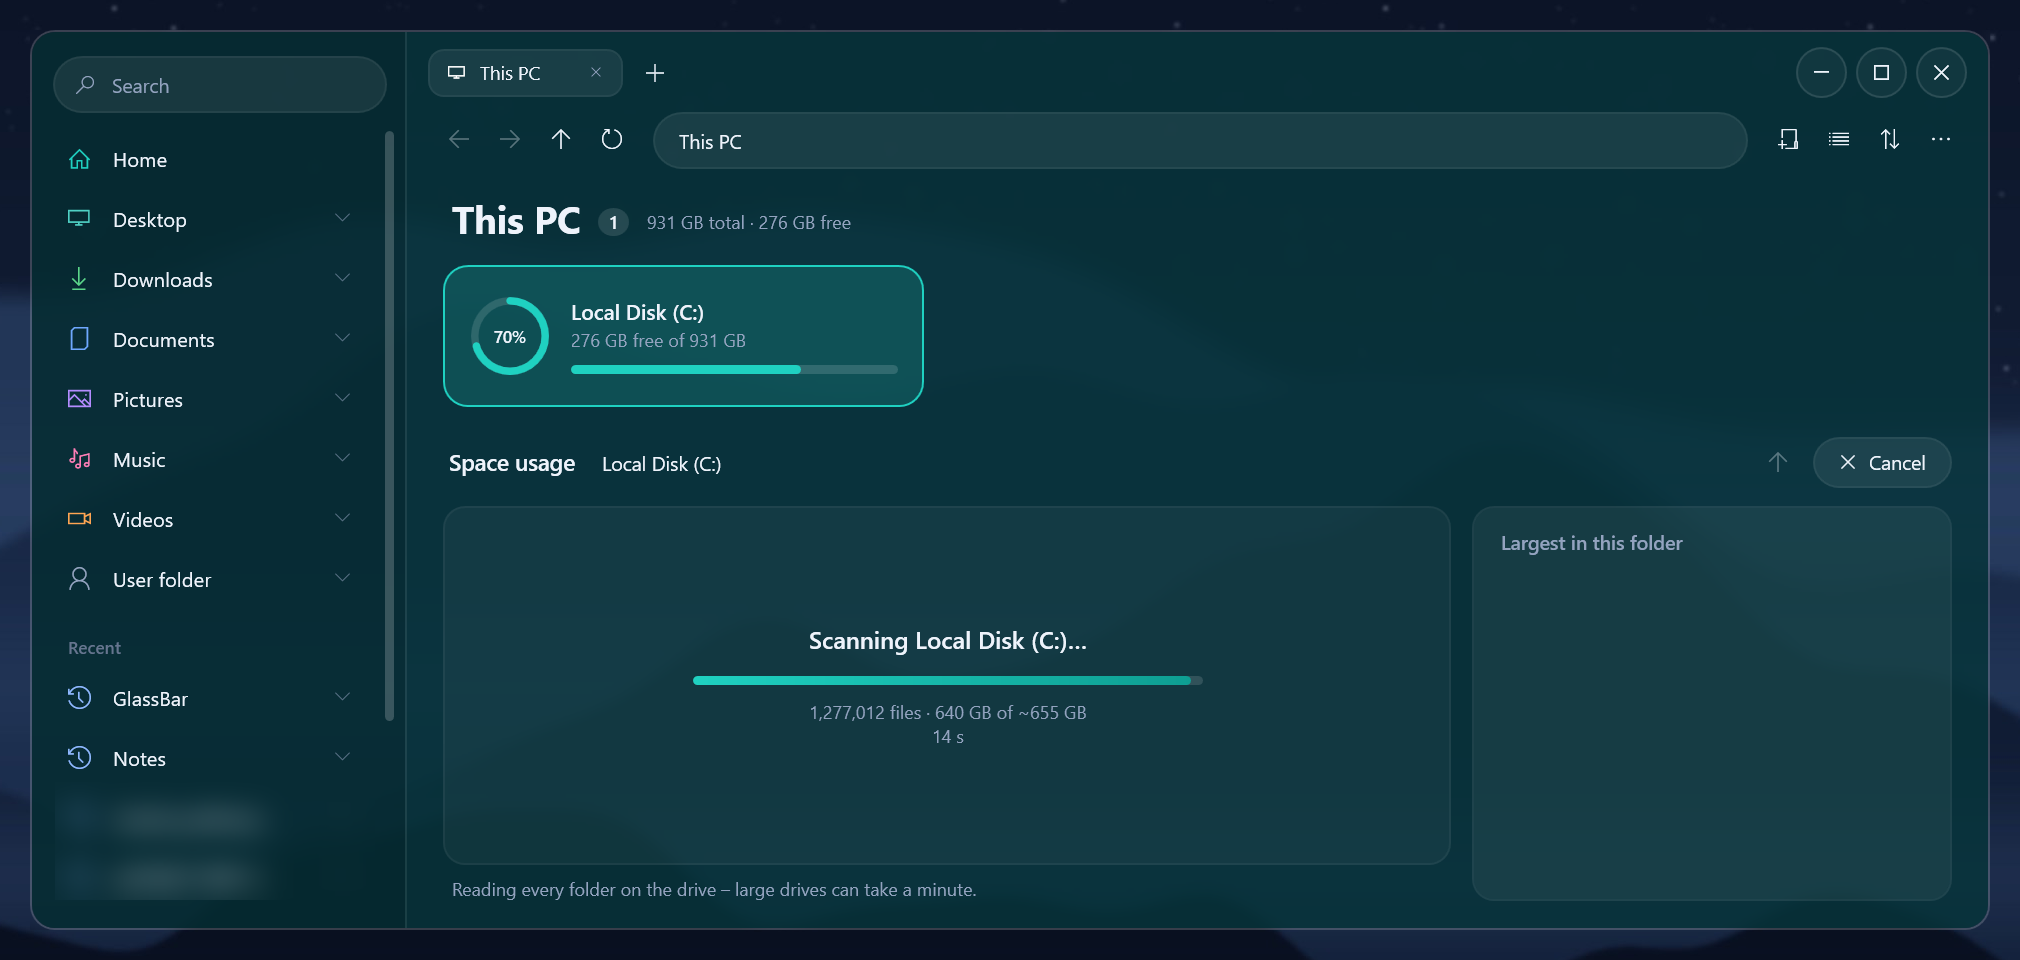 Search
Home
Desktop
Downloads
Documents
Pictures
Music
Videos
User folder
Recent
GlassBar
Notes
This PC
This PC
This PC 1 931 GB total · 276 GB free
70%
Local Disk (C:)
276 GB free of 931 GB
Space usage Local Disk (C:)
Cancel
Scanning Local Disk (C:)...
1,277,012 files · 640 GB of ~655 GB
14 s
Largest in this folder
Reading every folder on the drive – large drives can take a minute.